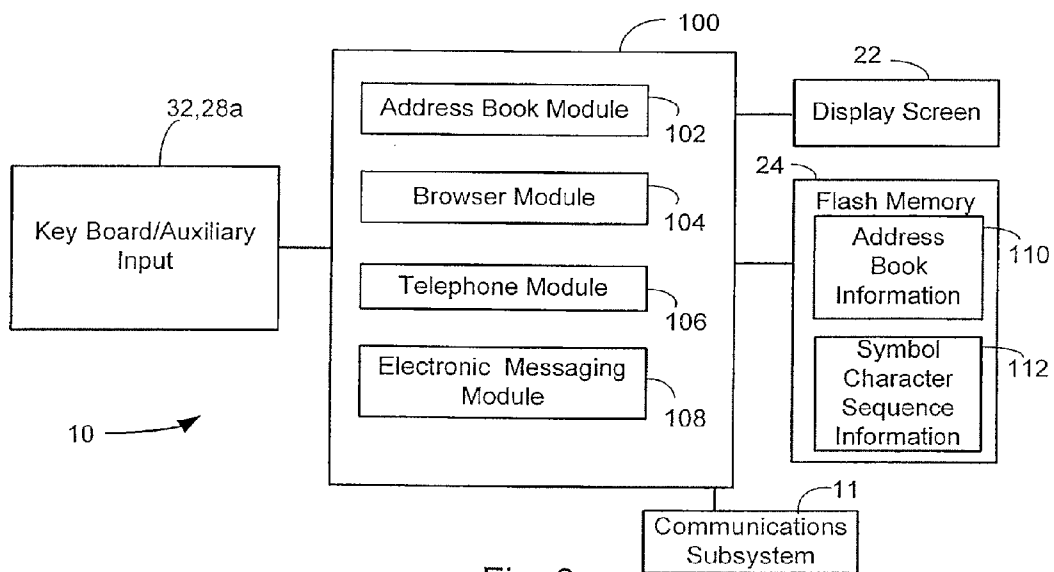 100
22
32,28a
Address Book Module
102
Display Screen
24
Browser Module
104
Flash Memory
Key Board/Auxiliary
Input
Address
Book
Information
110
Telephone Module
106
Symbol
Character
Sequence
Information
112
Electronic Messaging
Module
108
10
11
Communications
Subsystem